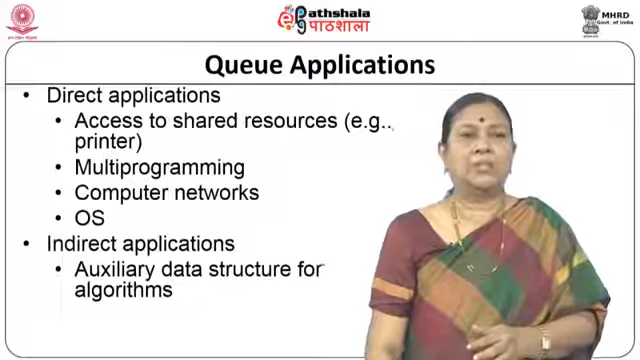 Pathshala
पाठशाला
MHRD
Govt. of India
Queue Applications
• Direct applications
• Access to shared resources (e.g..,
printer)
• Multiprogramming
• Computer networks
• OS
• Indirect applications
• Auxiliary data structure for
algorithms